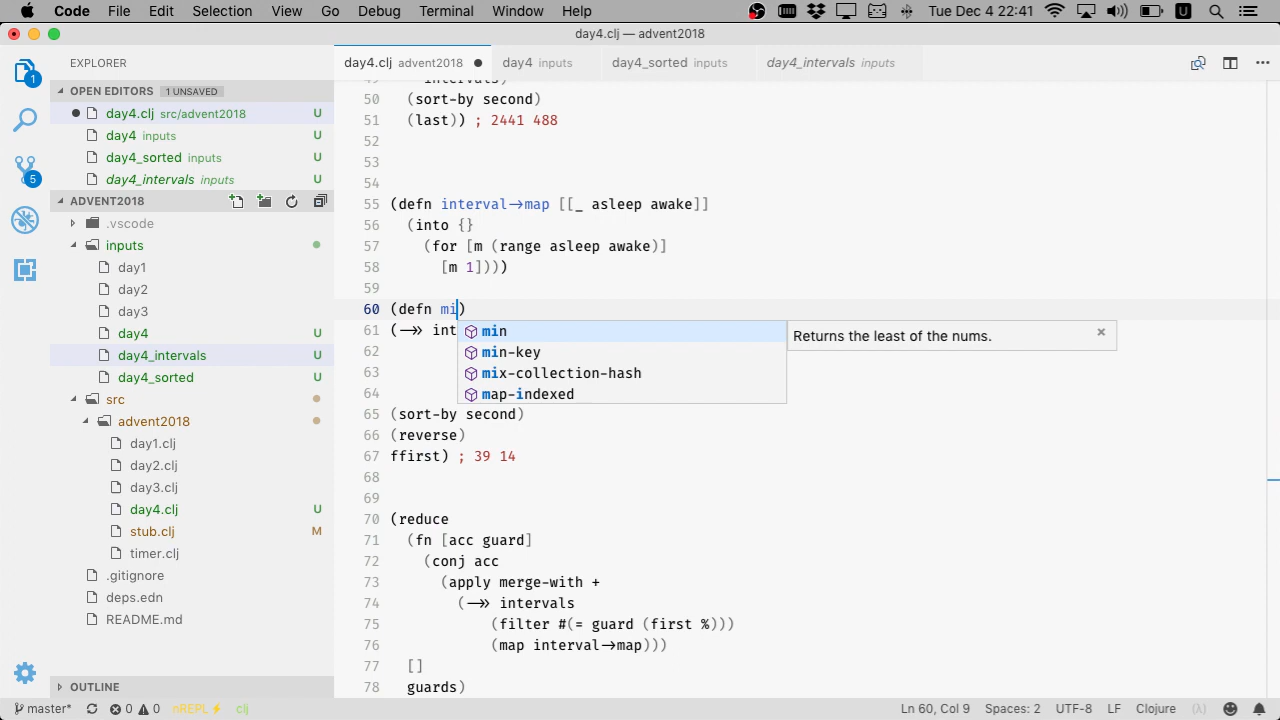 Code File Edit Selection View Go Debug Terminal Window Help U Tue Dec 4 22:41
day4.clj — advent2018
EXPLORER
day4.clj advent2018 ● day4 inputs day4_sorted inputs day4_intervals inputs
OPEN EDITORS 1 UNSAVED
day4.clj src/advent2018 U
day4 inputs U
day4_sorted inputs U
day4_intervals inputs U
ADVENT2018
.vscode
inputs
day1
day2
day3
day4 U
day4_intervals U
day4_sorted U
src
advent2018
day1.clj
day2.clj
day3.clj
day4.clj U
stub.clj M
timer.clj
.gitignore
deps.edn
README.md
OUTLINE
1
5
49 intervals)
50 (sort-by second)
51 (last)) ; 2441 488
52
53
54
55 (defn interval->map [[_ asleep awake]]
56 (into {}
57 (for [m (range asleep awake)]
58 [m 1])))
59
60 (defn mi)
61 (->> int
62
63
64
65 (sort-by second)
66 (reverse)
67 ffirst) ; 39 14
68
69
70 (reduce
71 (fn [acc guard]
72 (conj acc
73 (apply merge-with +
74 (->> intervals
75 (filter #(= guard (first %)))
76 (map interval->map)))
77 []
78 guards)
min
min-key
mix-collection-hash
map-indexed
Returns the least of the nums. ×
master* 0 0 nREPL⚡ clj Ln 60, Col 9 Spaces: 2 UTF-8 LF Clojure (λ)